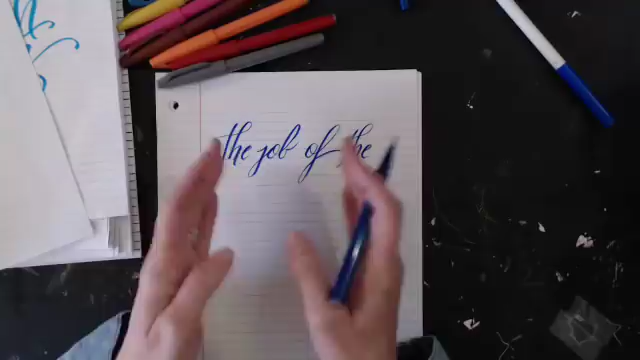 the job of the